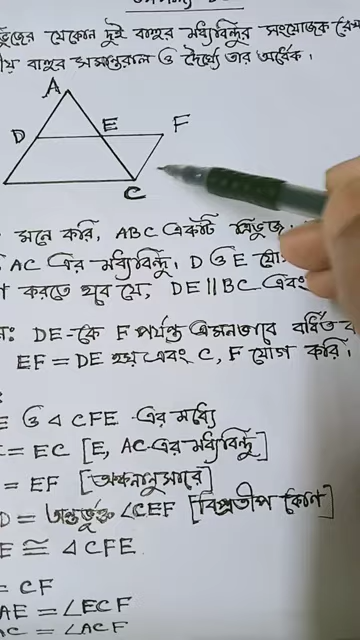 ত্রিভুজের যেকোন দুই বাহুর মধ্যবিন্দুর সংযোজক
বাহুর সমান্তরাল ও দৈর্ঘ্যে তার অর্ধেক।
A
D E F
C
মনে করি, ABC একটি ত্রিভুজ।
AC এর মধ্যবিন্দু। D ও E
করতে হবে যে, DE || BC এবং
DE-কে F পর্যন্ত এমনভাবে বর্ধিত
EF = DE হয় এবং C, F যোগ করি।
E ও Δ CFE -এর মধ্যে
= EC [E, AC-এর মধ্যবিন্দু]
= EF [অঙ্কনানুসারে]
D = অন্তর্ভুক্ত ∠CEF [বিপ্রতীপ কোণ]
E ≅ Δ CFE
= CF
AE = ∠ECF
AC = ∠ACF